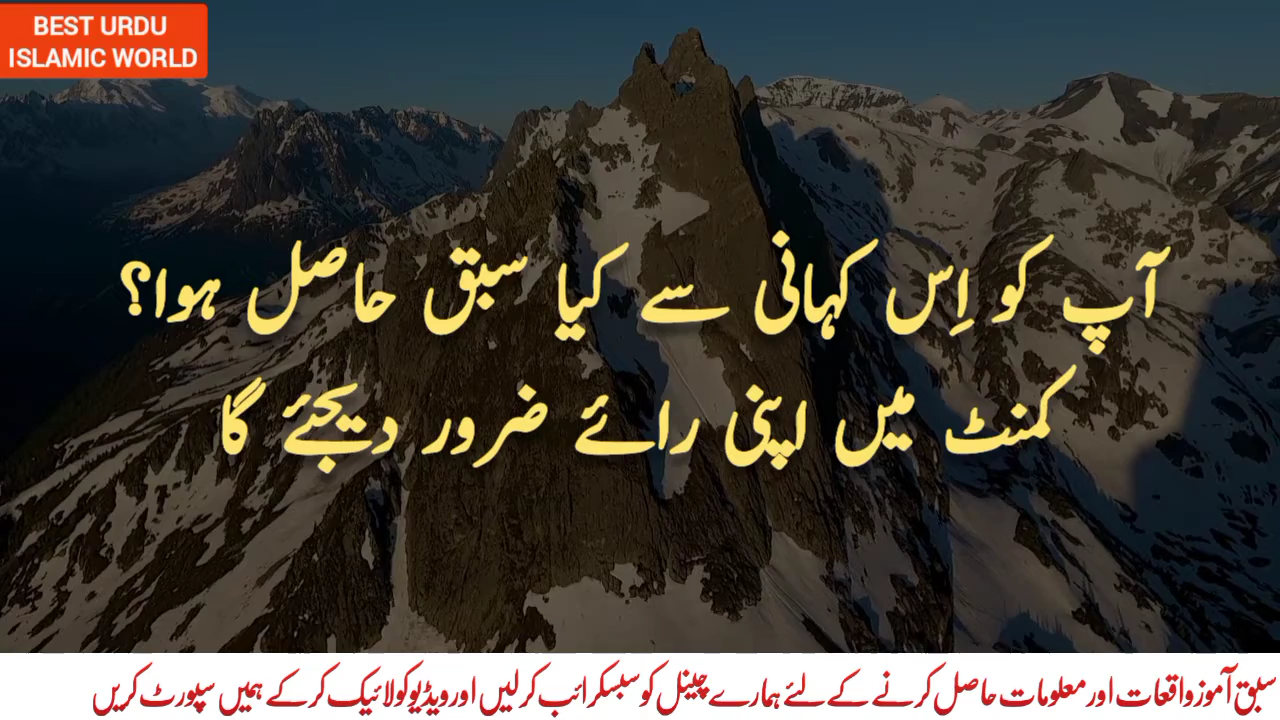 BEST URDU
ISLAMIC WORLD
آپ کو اِس کہانی سے کیا سبق حاصل ہوا؟
کمنٹ میں اپنی رائے ضرور دیجئے گا
سبق آموز واقعات اور معلومات حاصل کرنے کے لئے ہمارے چینل کو سبسکرائب کرلیں اور ویڈیو کو لائیک کرکے ہمیں سپورٹ کریں